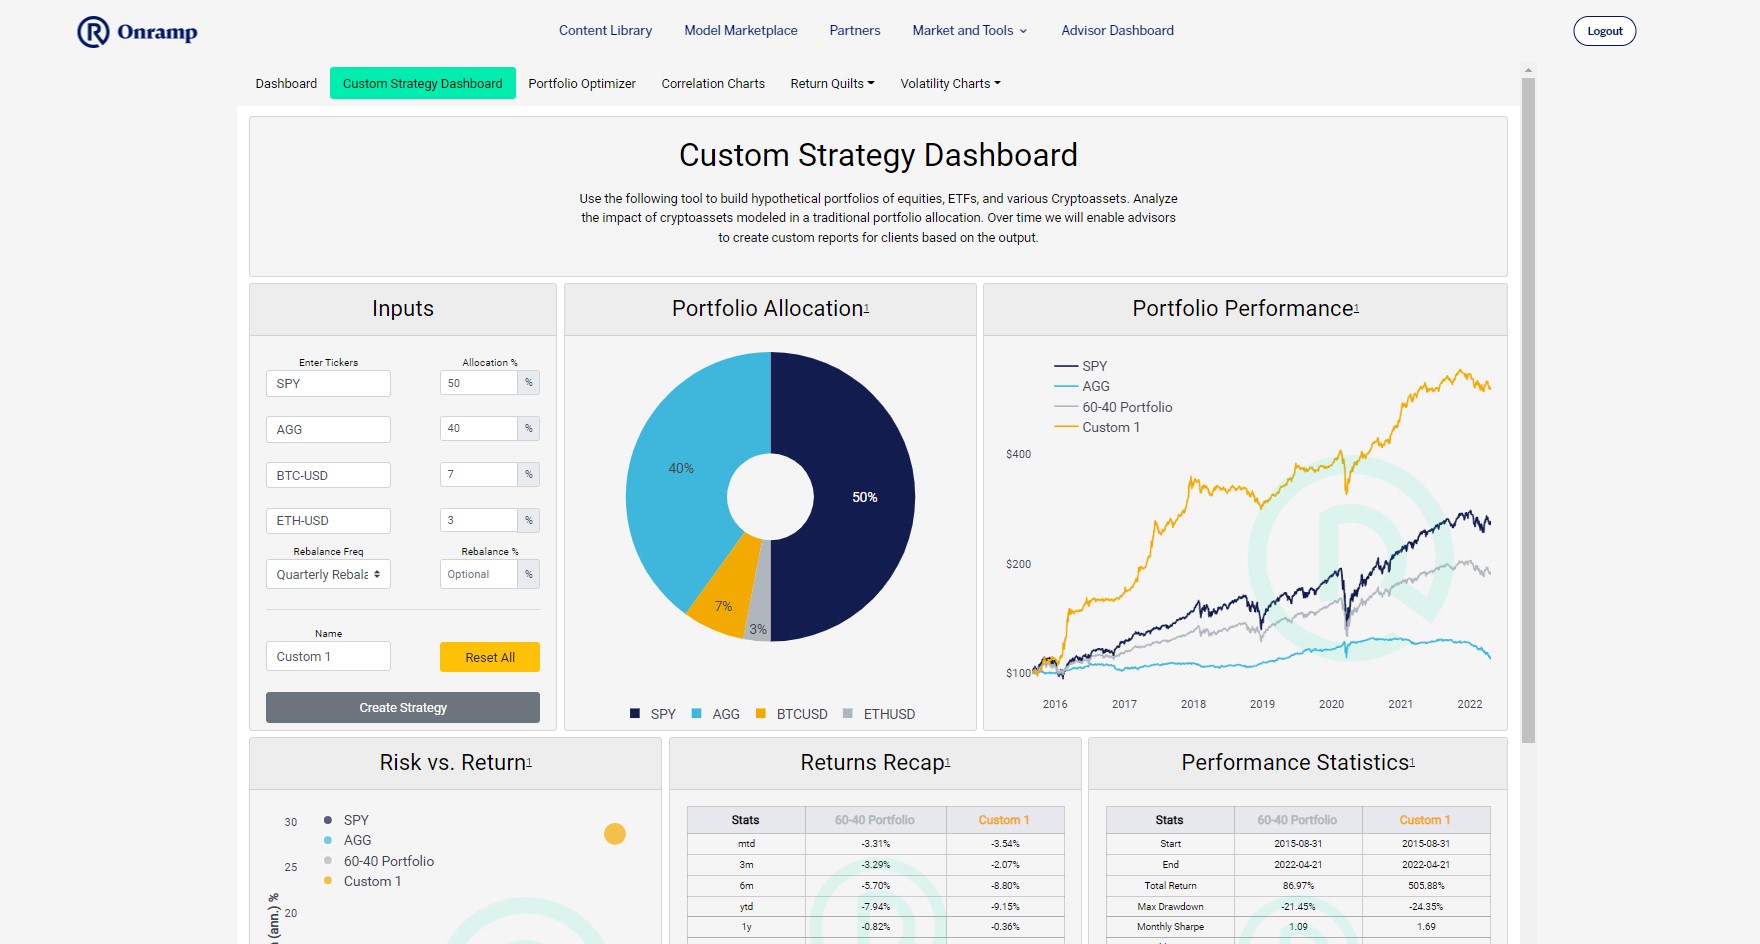 Onramp
Content Library Model Marketplace Partners Market and Tools Advisor Dashboard
Logout
Dashboard Custom Strategy Dashboard Portfolio Optimizer Correlation Charts Return Quilts Volatility Charts
Custom Strategy Dashboard
Use the following tool to build hypothetical portfolios of equities, ETFs, and various Cryptoassets. Analyze
the impact of cryptoassets modeled in a traditional portfolio allocation. Over time we will enable advisors
to create custom reports for clients based on the output.
Inputs
Enter Tickers Allocation %
SPY 50 %
AGG 40 %
BTC-USD 7 %
ETH-USD 3 %
Rebalance Freq Rebalance %
Quarterly Rebala Optional %
Name
Custom 1 Reset All
Create Strategy
Portfolio Allocation1
40%
50%
7%
3%
SPY AGG BTCUSD ETHUSD
Portfolio Performance1
SPY
AGG
60-40 Portfolio
Custom 1
$400
$200
$100
2016 2017 2018 2019 2020 2021 2022
Risk vs. Return1
30
25
20
SPY
AGG
60-40 Portfolio
Custom 1
(ann.) %
Returns Recap1
Stats 60-40 Portfolio Custom 1
mtd -3.31% -3.54%
3m -3.29% -2.07%
6m -5.70% -8.80%
ytd -7.94% -9.15%
1y -0.82% -0.36%
Performance Statistics1
Stats 60-40 Portfolio Custom 1
Start 2015-08-31 2015-08-31
End 2022-04-21 2022-04-21
Total Return 86.97% 505.88%
Max Drawdown -21.45% -24.35%
Monthly Sharpe 1.09 1.69